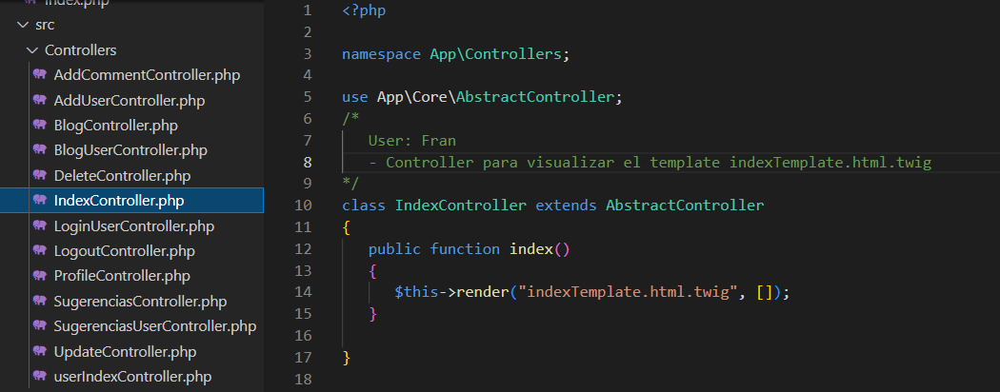 index.php
src
Controllers
AddCommentController.php
AddUserController.php
BlogController.php
BlogUserController.php
DeleteController.php
IndexController.php
LoginUserController.php
LogoutController.php
ProfileController.php
SugerenciasController.php
SugerenciasUserController.php
UpdateController.php
userIndexController.php
1 <?php
2
3 namespace App\Controllers;
4
5 use App\Core\AbstractController;
6 /*
7 User: Fran
8 - Controller para visualizar el template indexTemplate.html.twig
9 */
10 class IndexController extends AbstractController
11 {
12 public function index()
13 {
14 $this->render("indexTemplate.html.twig", []);
15 }
16
17 }
18